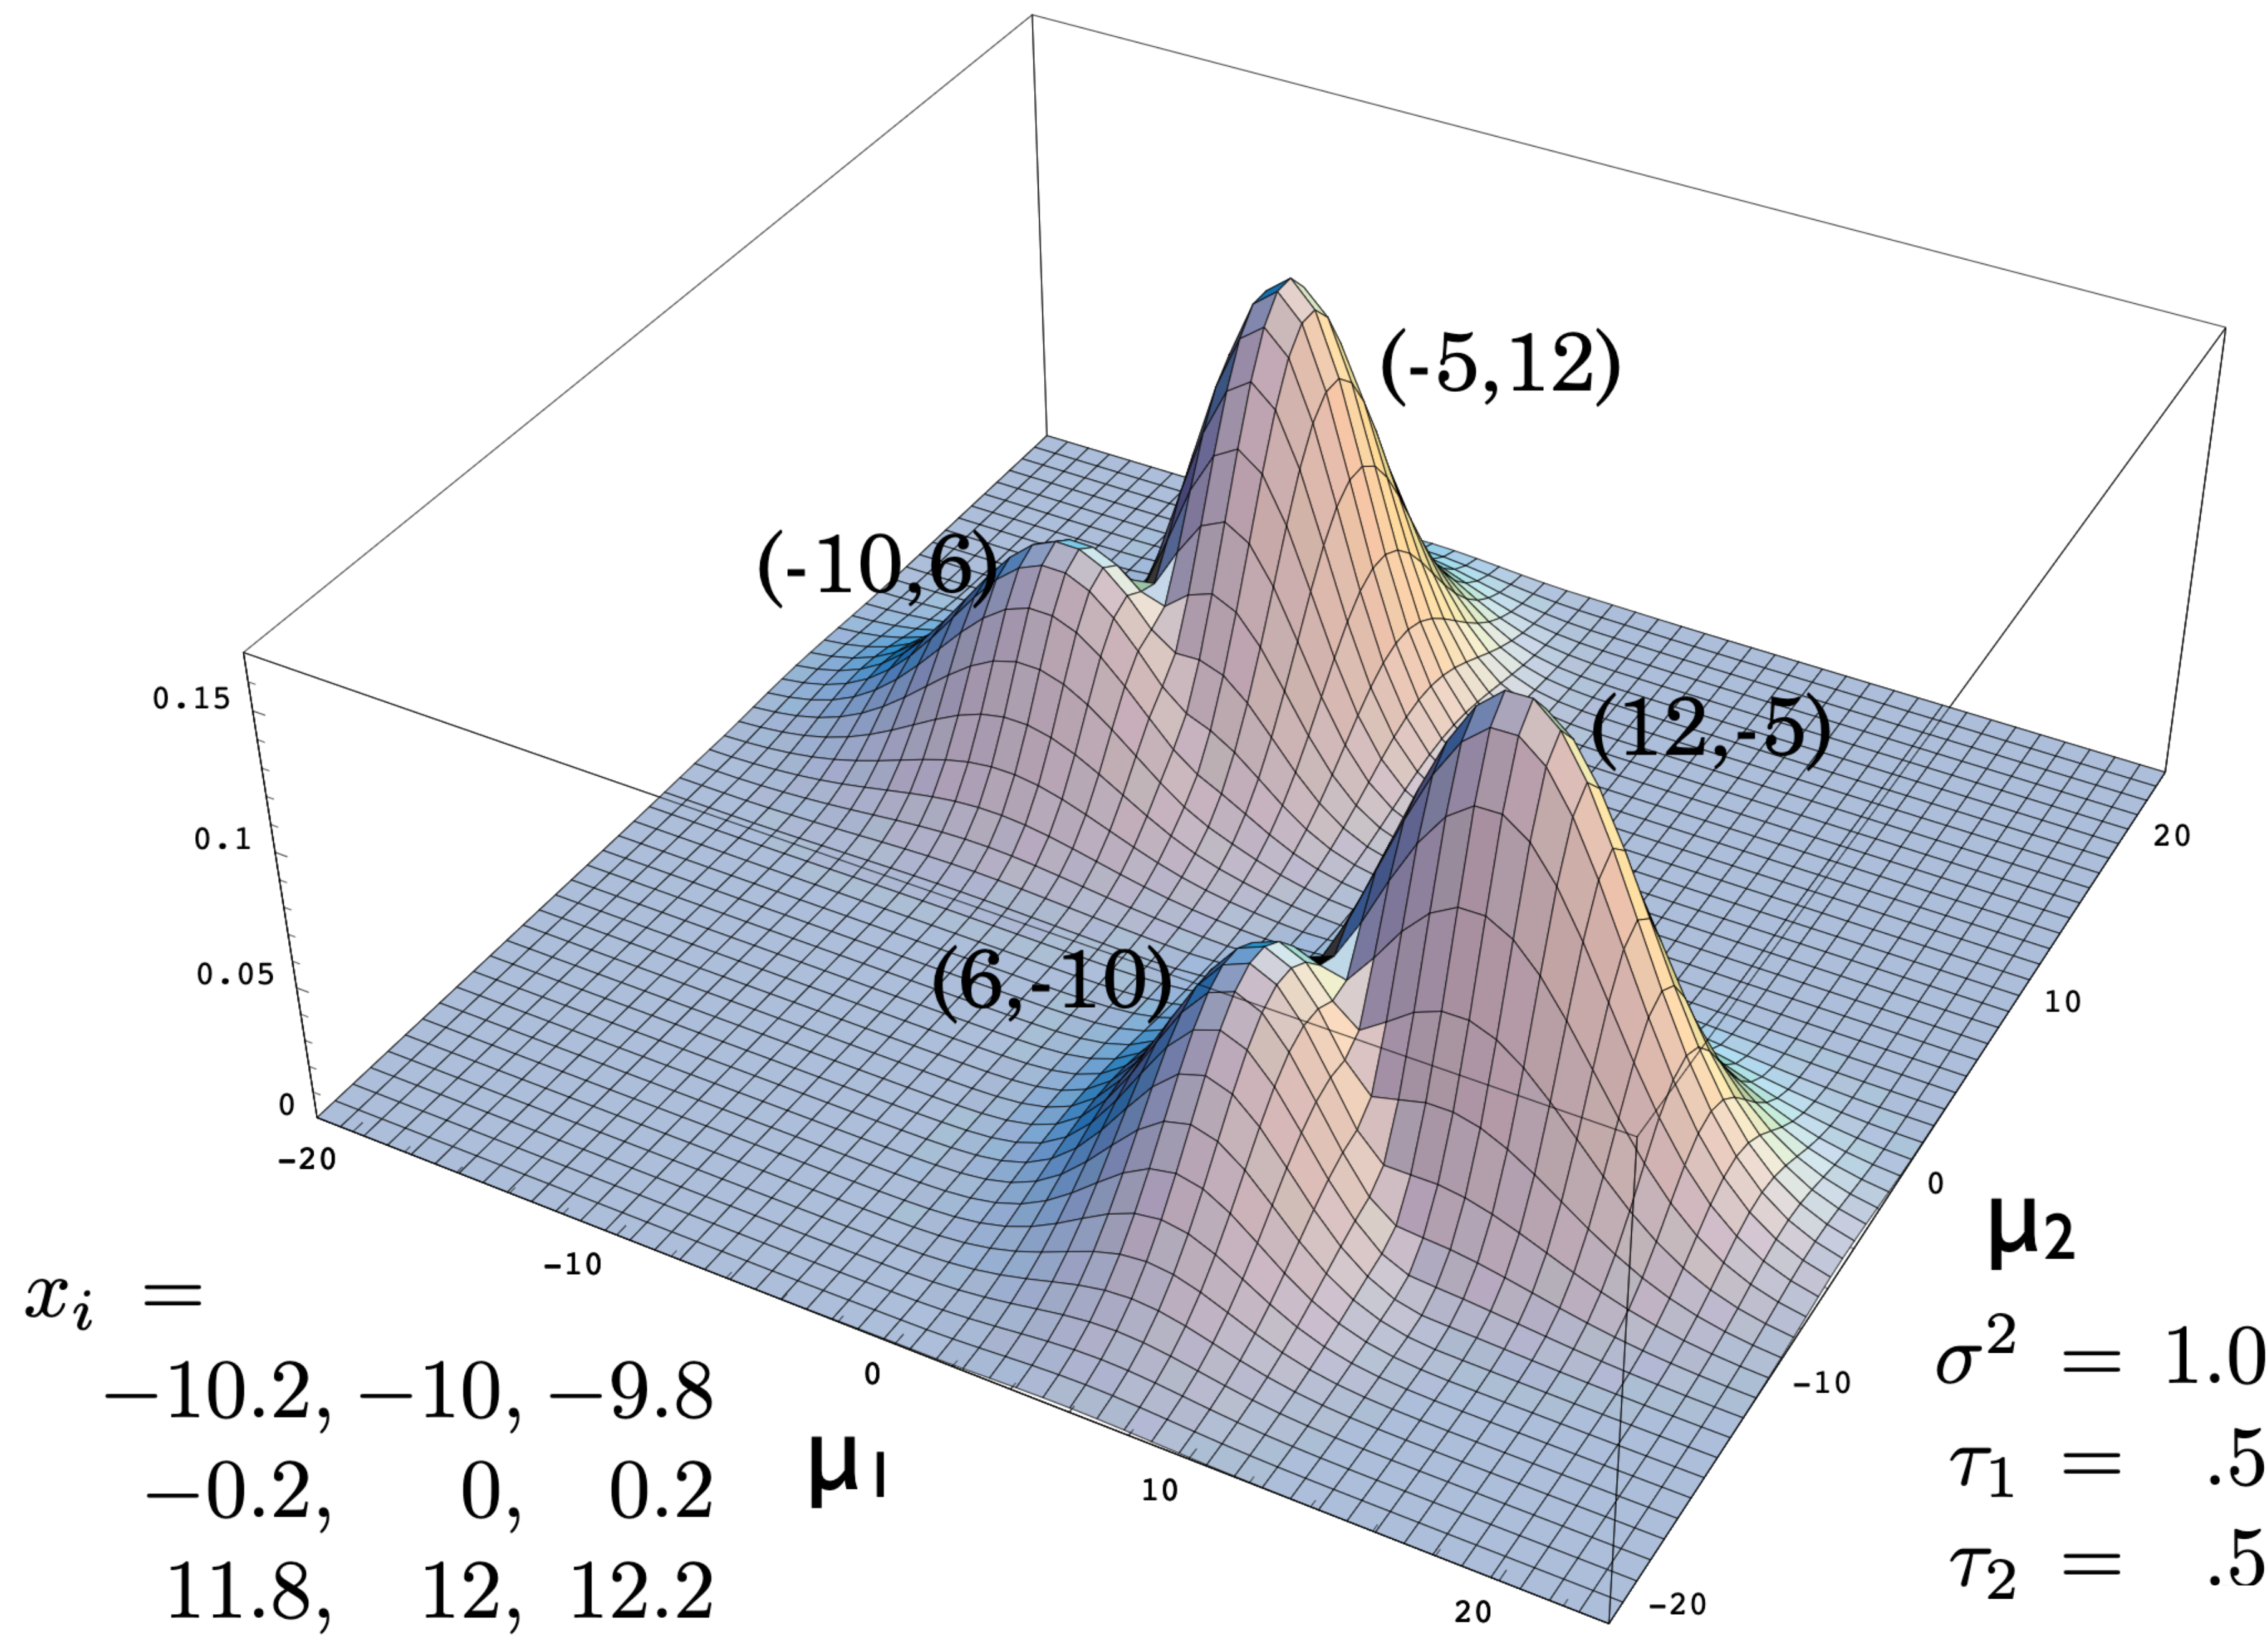 (-5,12)
(-10,6)
0.15
(12,-5)
0.1
20
0.05
(6,-10)
10
0
-20
0
μ₂
-10
x_i =
−10.2, −10, −9.8
−0.2, 0, 0.2
11.8, 12, 12.2
0
μ₁
10
20
-10
-20
σ² = 1.0
τ₁ = .5
τ₂ = .5